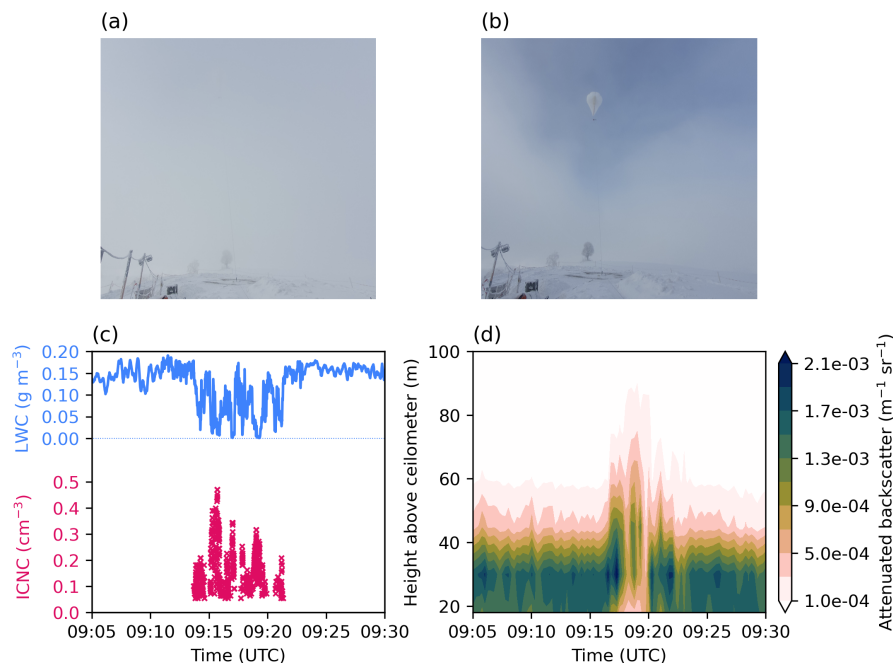 (a)
(b)
(c)
LWC (g m⁻³)
0.20
0.15
0.10
0.05
0.00
ICNC (cm⁻³)
0.5
0.4
0.3
0.2
0.1
0.0
09:05 09:10 09:15 09:20 09:25 09:30
Time (UTC)
(d)
Height above ceilometer (m)
100
80
60
40
20
09:05 09:10 09:15 09:20 09:25 09:30
Time (UTC)
2.1e-03
1.7e-03
1.3e-03
9.0e-04
5.0e-04
1.0e-04
Attenuated backscatter (m⁻¹ sr⁻¹)